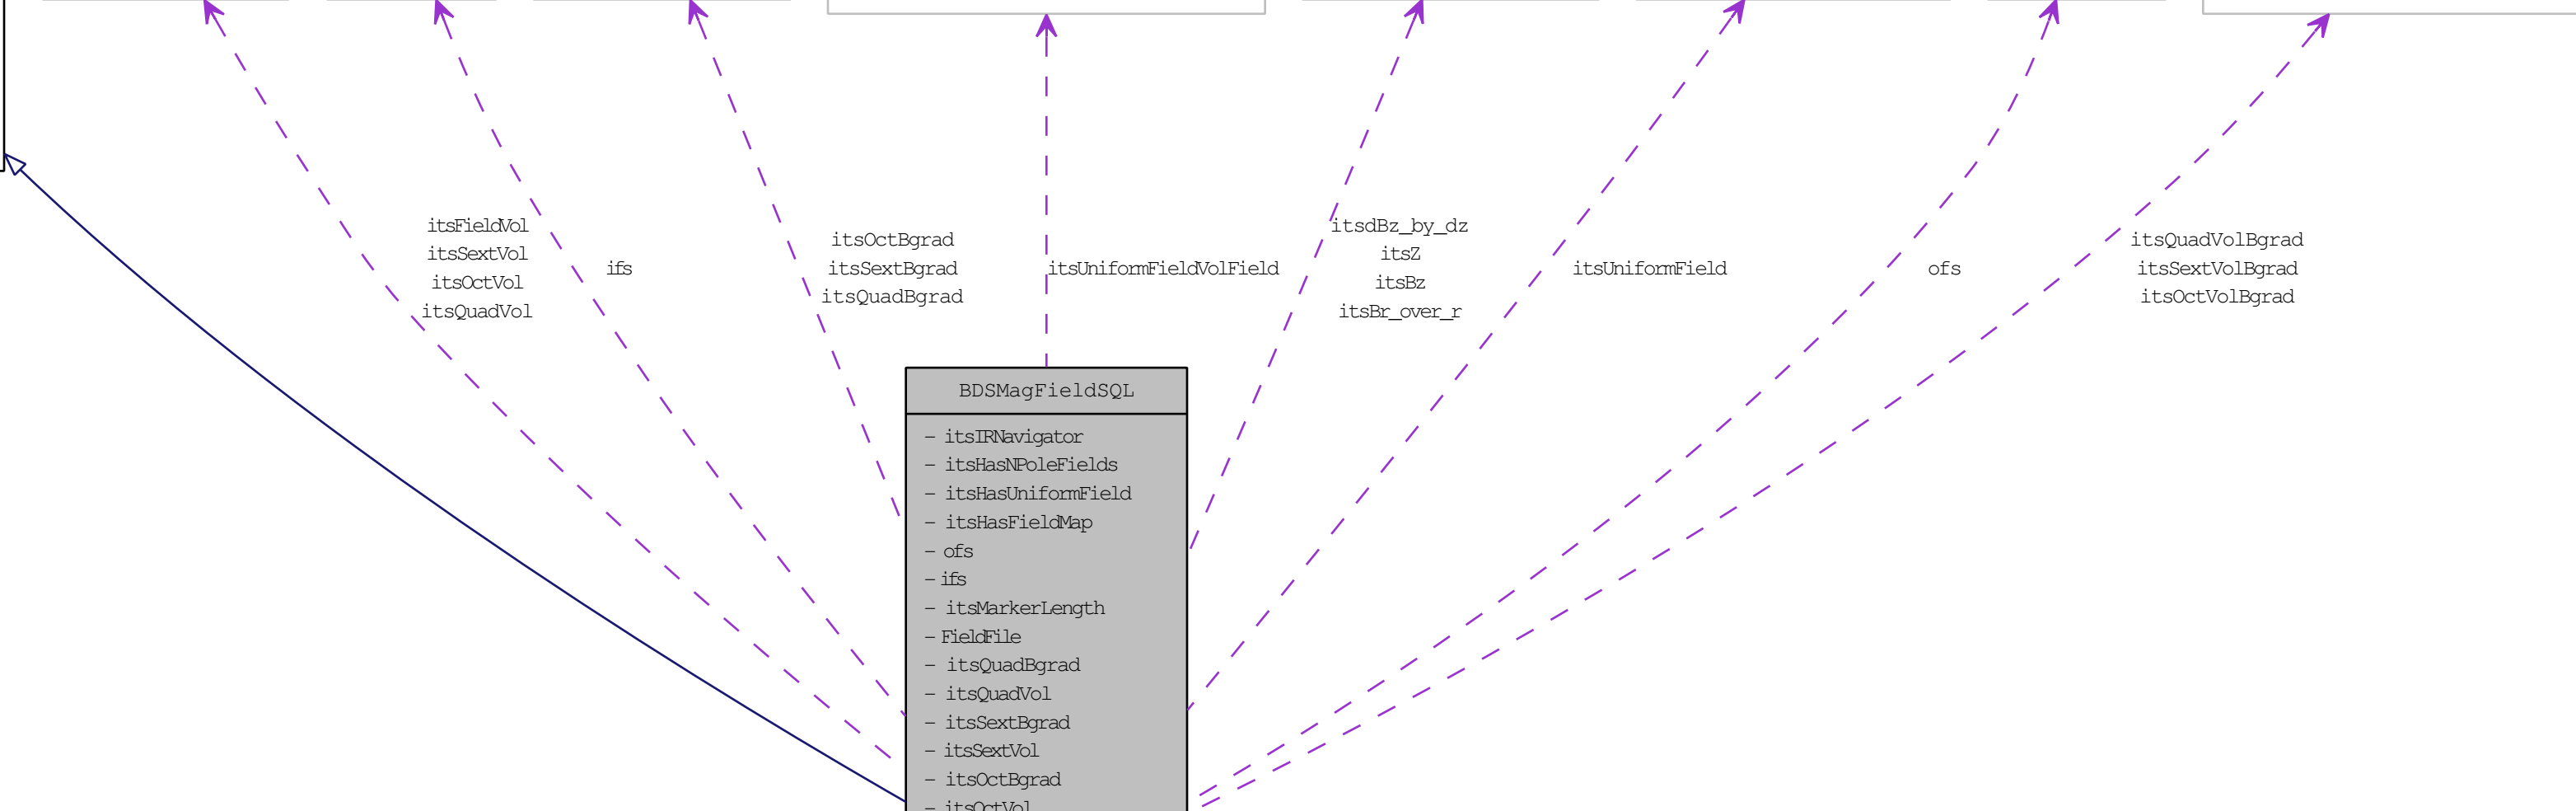 itsFieldVol
itsSextVol
itsOctVol
itsQuadVol
ifs
itsOctBgrad
itsSextBgrad
itsQuadBgrad
itsUniformFieldVolField
itsdBz_by_dz
itsZ
itsBz
itsBr_over_r
itsUniformField
ofs
itsQuadVolBgrad
itsSextVolBgrad
itsOctVolBgrad
BDSMagFieldSQL
- itsIRNavigator
- itsHasNPoleFields
- itsHasUniformField
- itsHasFieldMap
- ofs
- ifs
- itsMarkerLength
- FieldFile
- itsQuadBgrad
- itsQuadVol
- itsSextBgrad
- itsSextVol
- itsOctBgrad
- itsOctVol